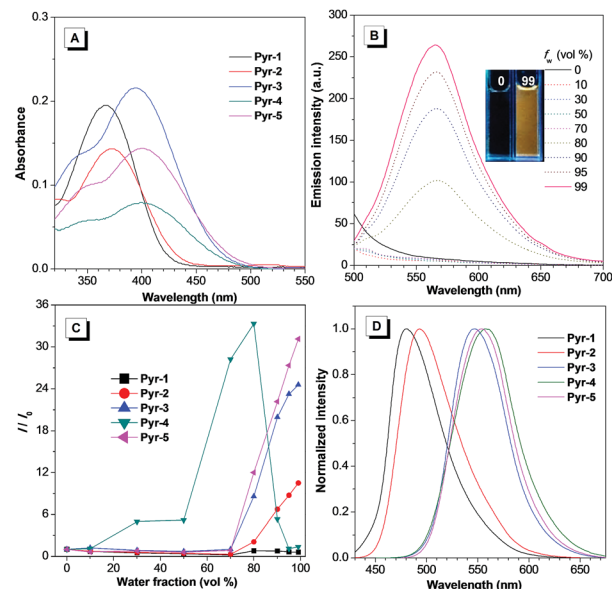 A
Pyr-1
Pyr-2
Pyr-3
Pyr-4
Pyr-5
Absorbance
0.3
0.2
0.1
0.0
350 400 450 500 550
Wavelength (nm)
B
fw (vol %)
0
10
30
50
70
80
90
95
99
0 99
Emission intensity (a.u.)
300
250
200
150
100
50
0
500 550 600 650 700
Wavelength (nm)
C
Pyr-1
Pyr-2
Pyr-3
Pyr-4
Pyr-5
I / I0
36
30
24
18
12
6
0
0 20 40 60 80 100
Water fraction (vol %)
D
Pyr-1
Pyr-2
Pyr-3
Pyr-4
Pyr-5
Normalized intensity
1.0
0.8
0.6
0.4
0.2
0.0
450 500 550 600 650
Wavelength (nm)